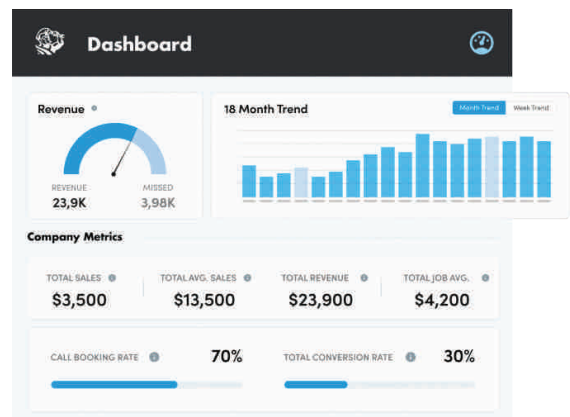 Dashboard
Revenue
18 Month Trend
Month Trend Week Trend
REVENUE MISSED
23,9K 3,98K
Company Metrics
TOTAL SALES TOTAL AVG. SALES TOTAL REVENUE TOTAL JOB AVG.
$3,500 $13,500 $23,900 $4,200
CALL BOOKING RATE 70% TOTAL CONVERSION RATE 30%